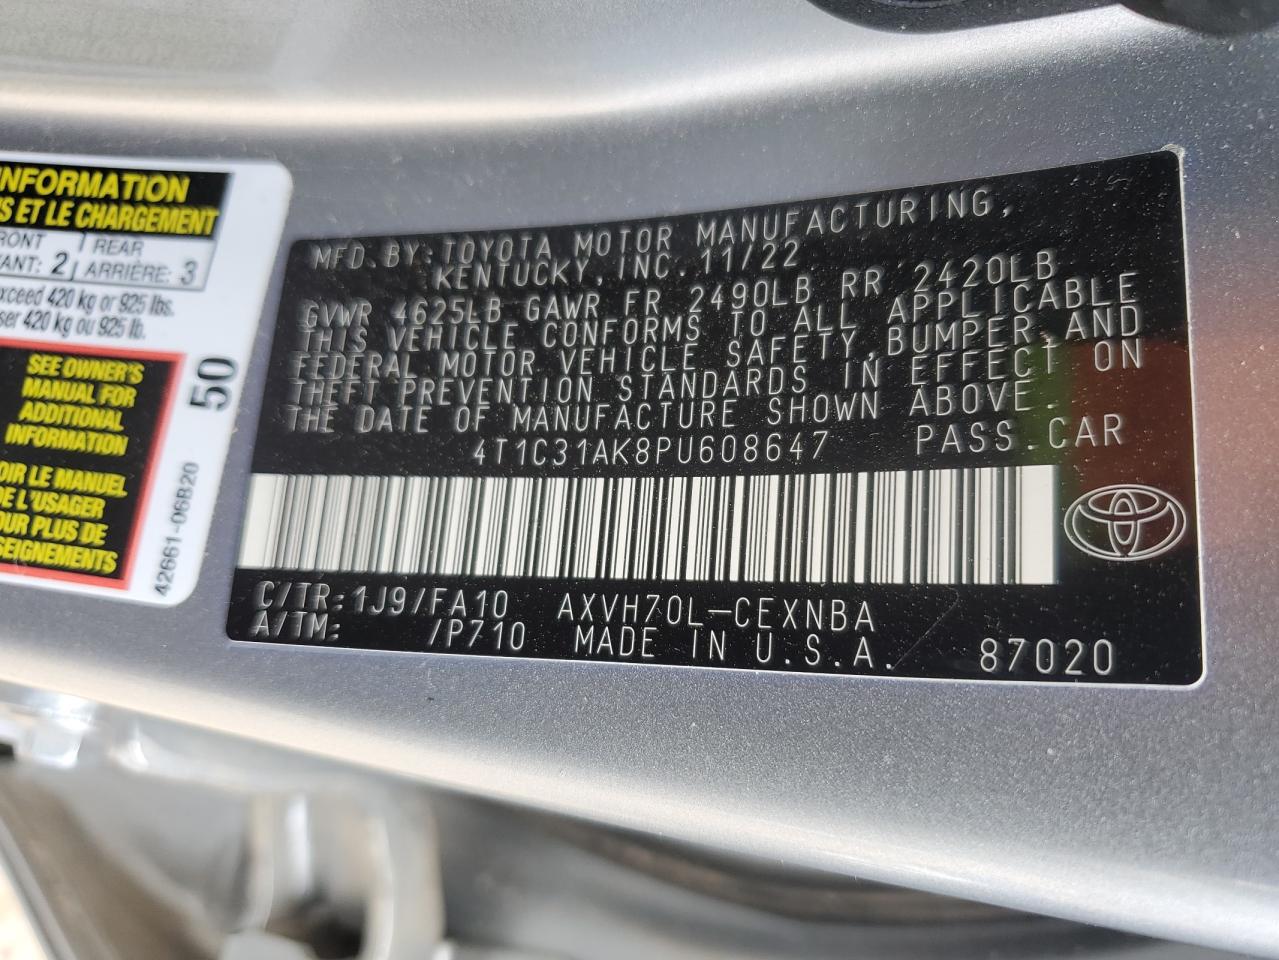 NFORMATION
S ET LE CHARGEMENT
RONT REAR
ANT: 2 ARRIÈRE: 3
xceed 420 kg or 925 lbs.
ser 420 kg ou 925 lb.
SEE OWNER'S
MANUAL FOR
ADDITIONAL
INFORMATION
OIR LE MANUEL
DE L'USAGER
OUR PLUS DE
SEIGNEMENTS
50
42661-06B20
MFD.BY:TOYOTA MOTOR MANUFACTURING,
KENTUCKY, INC. 11/22
GVWR 4625LB GAWR FR 2490LB RR 2420LB
THIS VEHICLE CONFORMS TO ALL APPLICABLE
FEDERAL MOTOR VEHICLE SAFETY,BUMPER,AND
THEFT PREVENTION STANDARDS IN EFFECT ON
THE DATE OF MANUFACTURE SHOWN ABOVE.
4T1C31AK8PU608647 PASS.CAR
C/TR:1J9/FA10 AXVH70L-CEXNBA
A/TM: /P710 MADE IN U.S.A. 87020